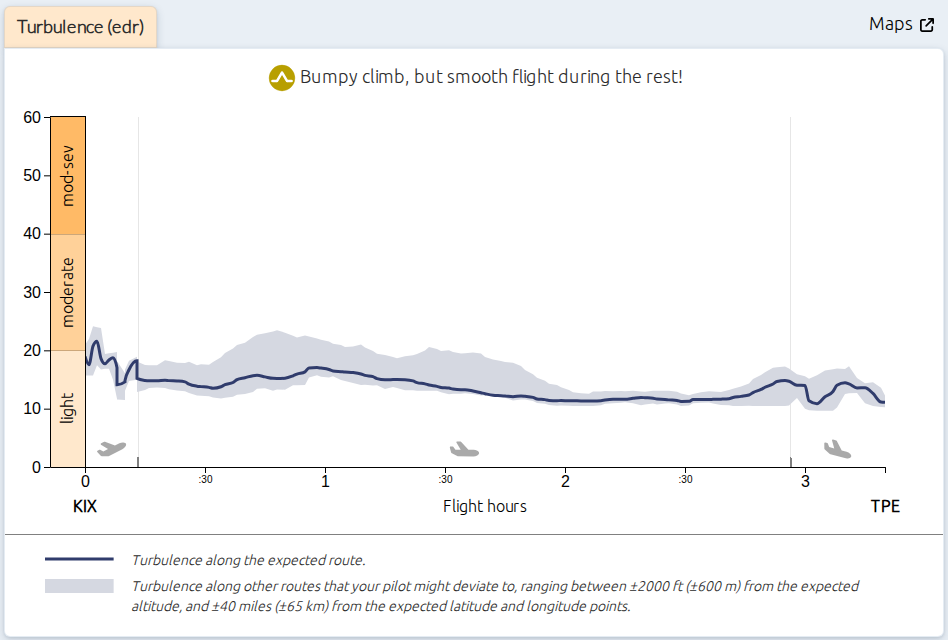 Turbulence (edr)
Maps
Bumpy climb, but smooth flight during the rest!
60
50
40
30
20
10
0
mod-sev
moderate
light
0
:30
1
:30
2
:30
3
KIX
Flight hours
TPE
Turbulence along the expected route.
Turbulence along other routes that your pilot might deviate to, ranging between ±2000 ft (±600 m) from the expected
altitude, and ±40 miles (±65 km) from the expected latitude and longitude points.